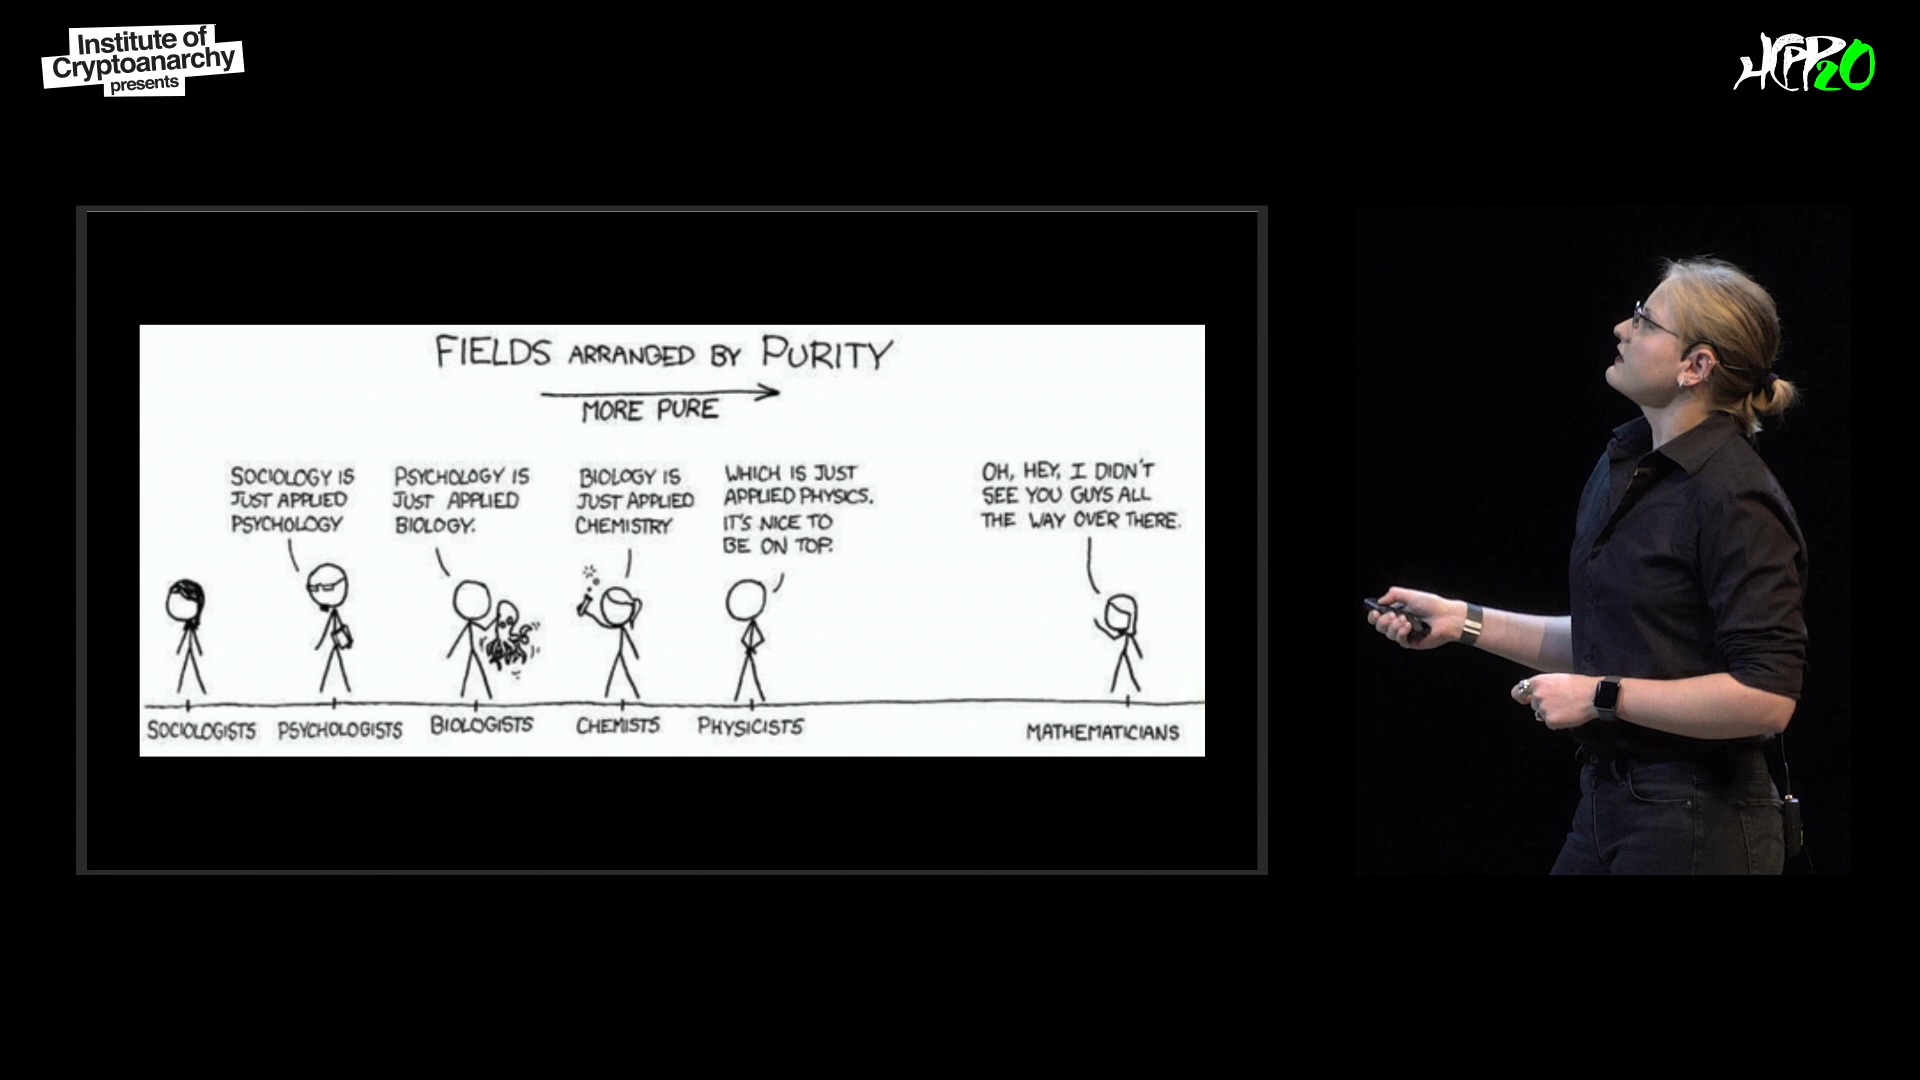 Institute of
Cryptoanarchy
presents
HCPP20
FIELDS ARRANGED BY PURITY
MORE PURE
SOCIOLOGY IS
JUST APPLIED
PSYCHOLOGY
PSYCHOLOGY IS
JUST APPLIED
BIOLOGY.
BIOLOGY IS
JUST APPLIED
CHEMISTRY
WHICH IS JUST
APPLIED PHYSICS.
IT'S NICE TO
BE ON TOP.
OH, HEY, I DIDN'T
SEE YOU GUYS ALL
THE WAY OVER THERE.
SOCIOLOGISTS
PSYCHOLOGISTS
BIOLOGISTS
CHEMISTS
PHYSICISTS
MATHEMATICIANS